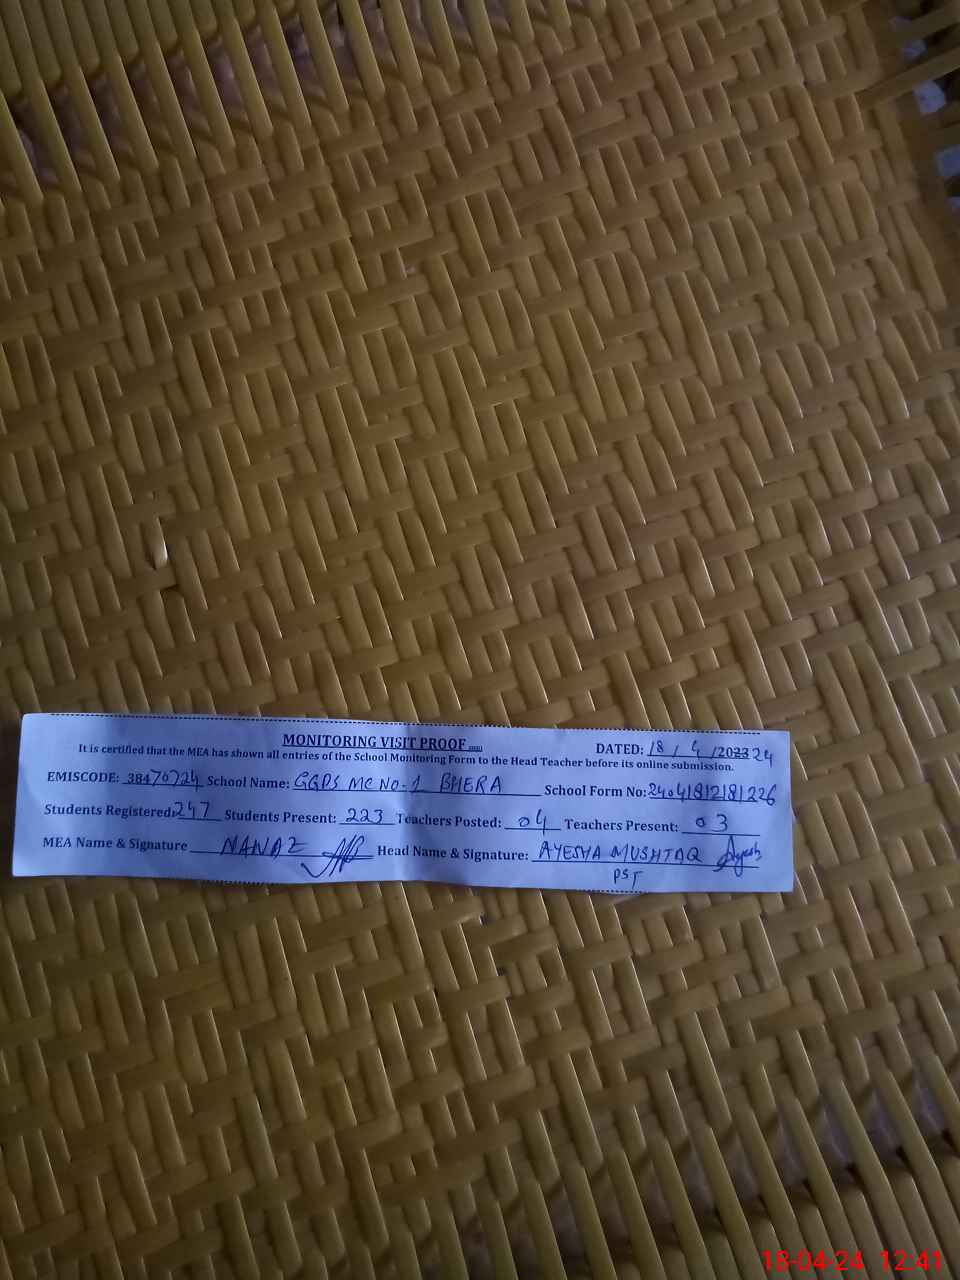 MONITORING VISIT PROOF
DATED: 18 / 4 /2023 24
It is certified that the MEA has shown all entries of the School Monitoring Form to the Head Teacher before its online submission.
EMISCODE: 38470724 School Name: GGPS MC NO. 1 BHERA School Form No: 24041812181226
Students Registered: 247 Students Present: 223 Teachers Posted: 04 Teachers Present: 03
MEA Name & Signature NAWAZ Head Name & Signature: AYESHA MUSHTAQ Ayesh
PST
18-04-24 12:41